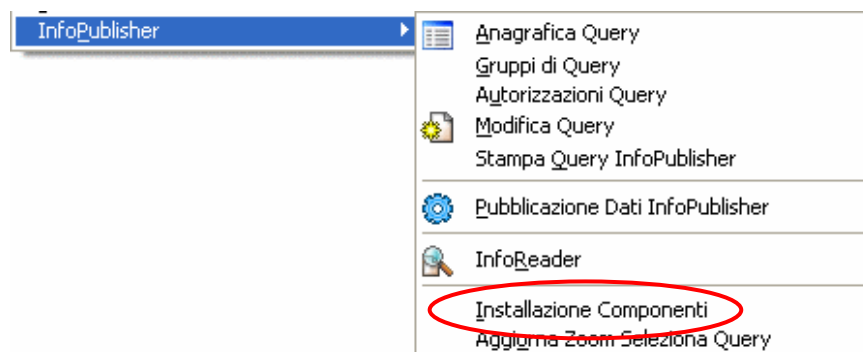 InfoPublisher
Anagrafica Query
Gruppi di Query
Autorizzazioni Query
Modifica Query
Stampa Query InfoPublisher
Pubblicazione Dati InfoPublisher
InfoReader
Installazione Componenti
Aggiorna Zoom Seleziona Query